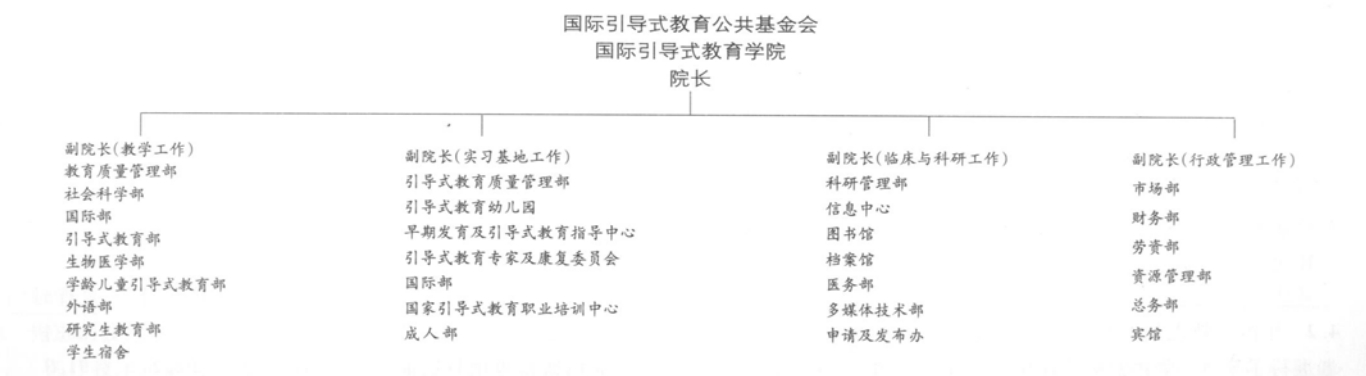 国际引导式教育公共基金会
国际引导式教育学院
院长
副院长(教学工作)
教育质量管理部
社会科学部
国际部
引导式教育部
生物医学部
学龄儿童引导式教育部
外语部
研究生教育部
学生宿舍
副院长(实习基地工作)
引导式教育质量管理部
引导式教育幼儿园
早期发育及引导式教育指导中心
引导式教育专家及康复委员会
国际部
国家引导式教育职业培训中心
成人部
副院长(临床与科研工作)
科研管理部
信息中心
图书馆
档案馆
医务部
多媒体技术部
申请及发布办
副院长(行政管理工作)
市场部
财务部
劳资部
资源管理部
总务部
宾馆